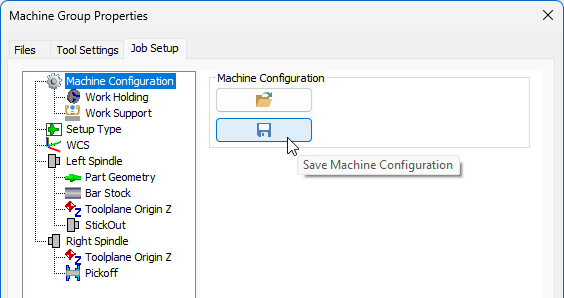 Machine Group Properties
Files Tool Settings Job Setup
Machine Configuration
Work Holding
Work Support
Setup Type
WCS
Left Spindle
Part Geometry
Bar Stock
Toolplane Origin Z
StickOut
Right Spindle
Toolplane Origin Z
Pickoff
Machine Configuration
Save Machine Configuration